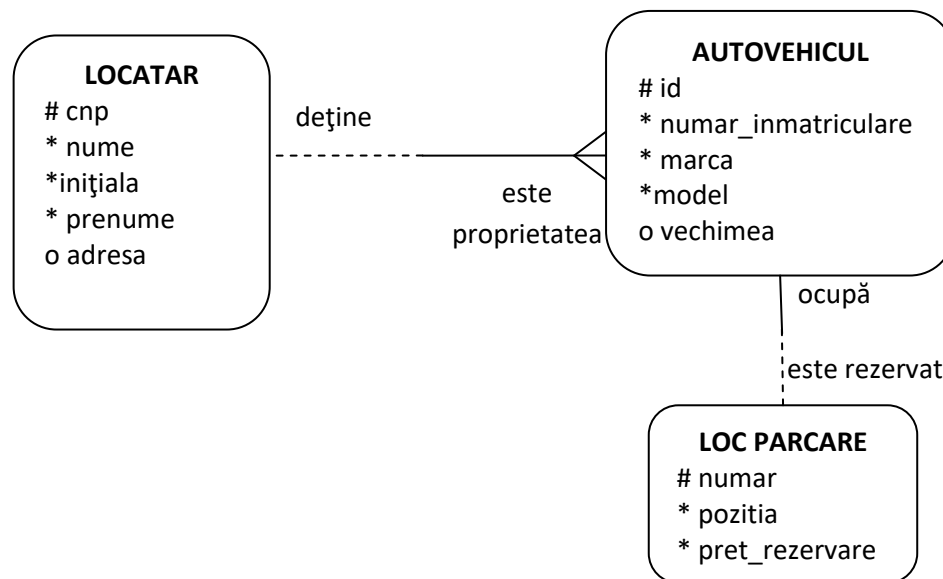 LOCATAR
# cnp
* nume
*iniţiala
* prenume
o adresa
deţine
este
proprietatea
AUTOVEHICUL
# id
* numar_inmatriculare
* marca
*model
o vechimea
ocupă
este rezervat
LOC PARCARE
# numar
* pozitia
* pret_rezervare